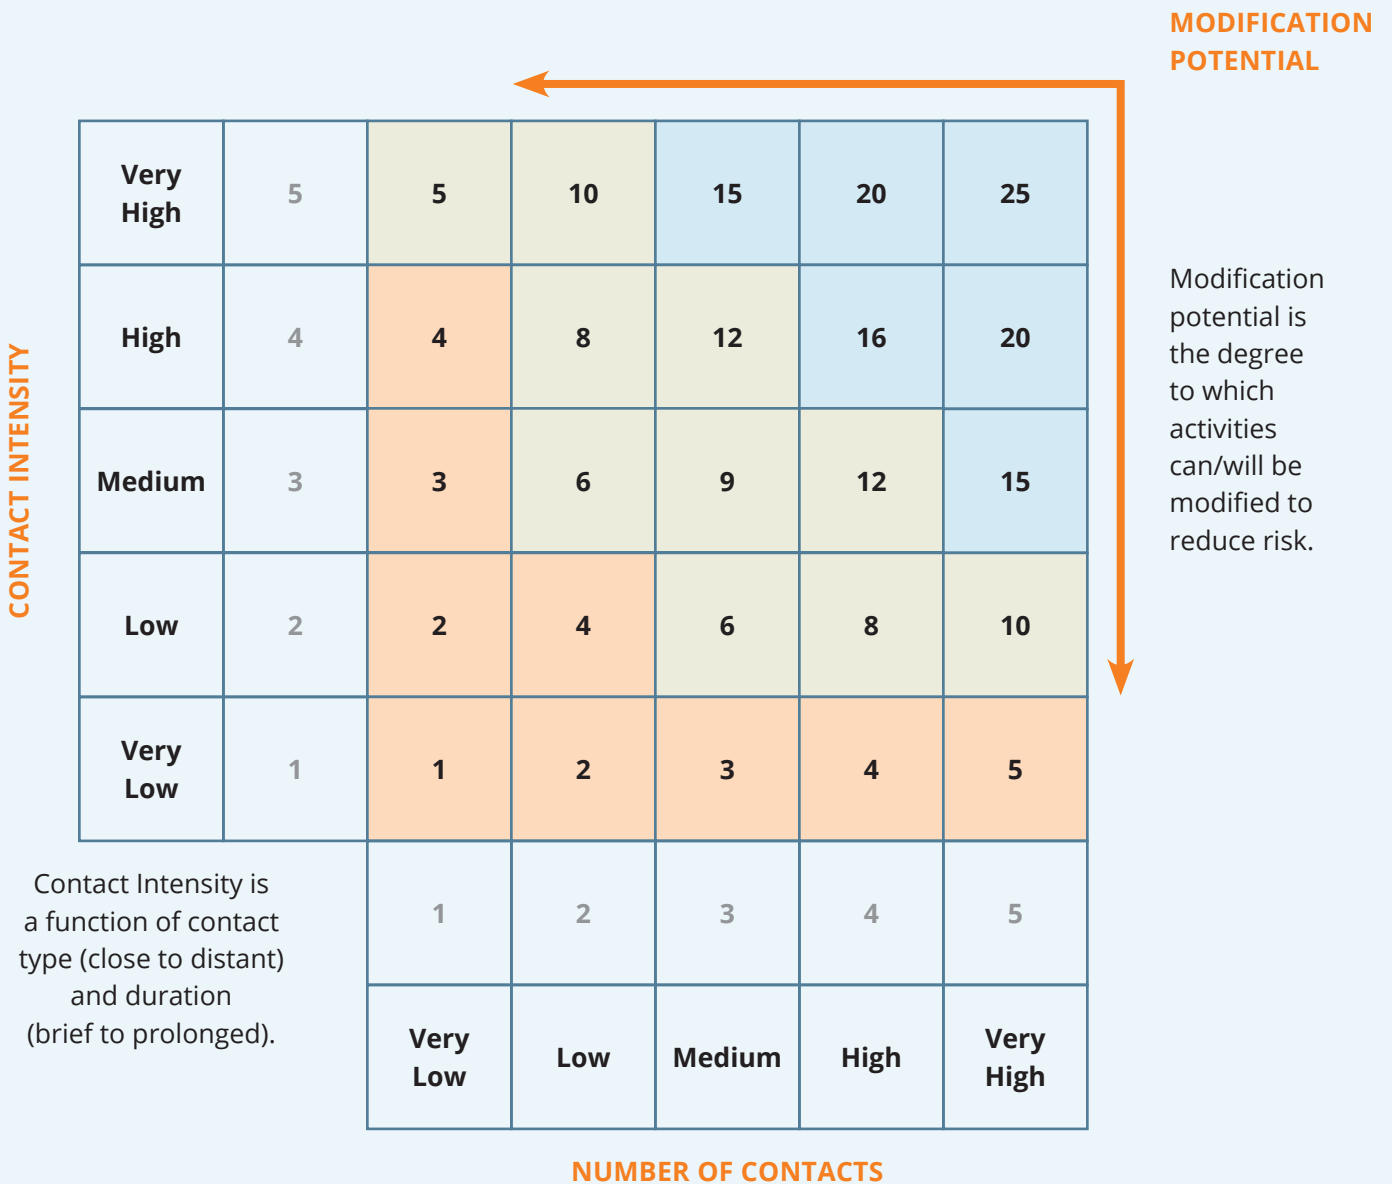 MODIFICATION
POTENTIAL
Very
High
5
5
10
15
20
25
High
4
4
8
12
16
20
Medium
3
3
6
9
12
15
Low
2
2
4
6
8
10
Very
Low
1
1
2
3
4
5
1
2
3
4
5
Very
Low
Low
Medium
High
Very
High
CONTACT INTENSITY
NUMBER OF CONTACTS
Modification
potential is
the degree
to which
activities
can/will be
modified to
reduce risk.
Contact Intensity is
a function of contact
type (close to distant)
and duration
(brief to prolonged).